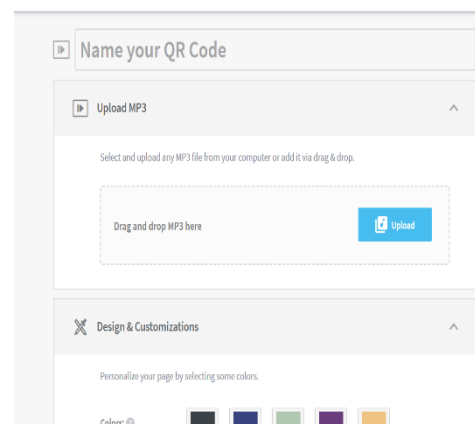 Name your QR Code
Upload MP3
Select and upload any MP3 file from your computer or add it via drag & drop.
Drag and drop MP3 here
Upload
Design & Customizations
Personalize your page by selecting some colors.
Colors: